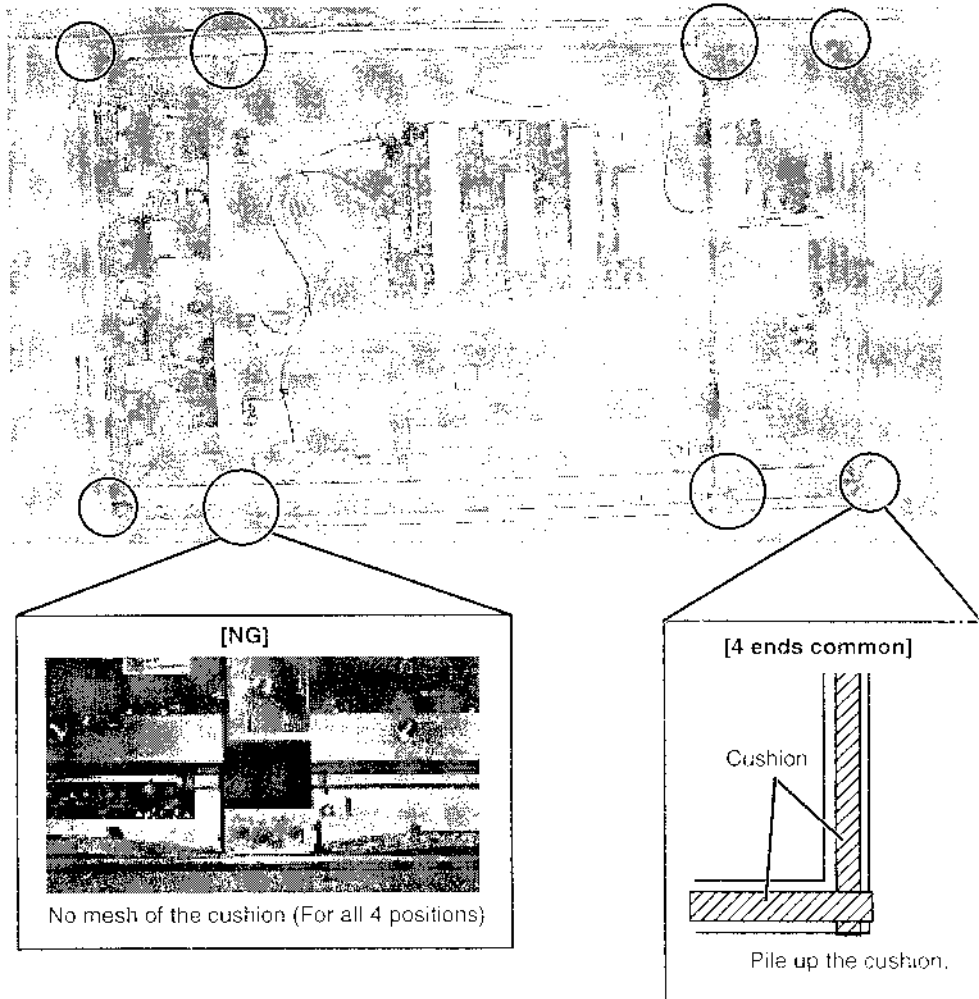 [NG]
No mesh of the cushion (For all 4 positions)
[4 ends common]
Cushion
Pile up the cushion.